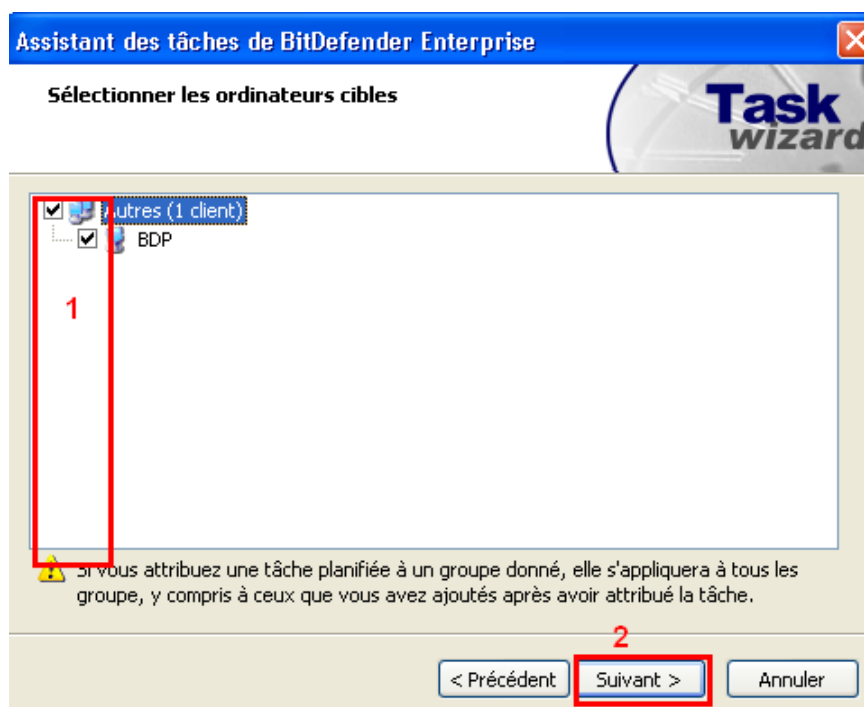 Assistant des tâches de BitDefender Enterprise
Sélectionner les ordinateurs cibles
Task
wizard
Autres (1 client)
BDP
1
Si vous attribuez une tâche planifiée à un groupe donné, elle s'appliquera à tous les
groupe, y compris à ceux que vous avez ajoutés après avoir attribué la tâche.
2
< Précédent Suivant > Annuler